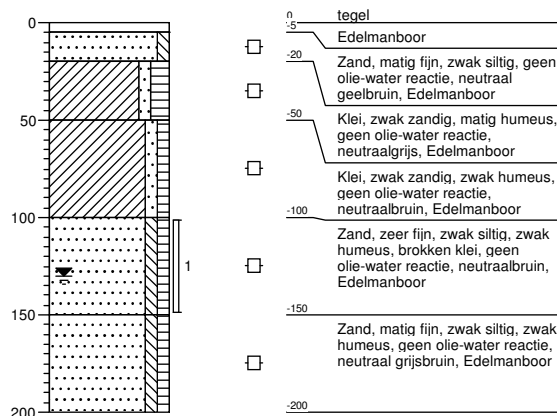 0
50
100
150
200
1
0
tegel
-5
Edelmanboor
-20
Zand, matig fijn, zwak siltig, geen
olie-water reactie, neutraal
geelbruin, Edelmanboor
-50
Klei, zwak zandig, matig humeus,
geen olie-water reactie,
neutraalgrijs, Edelmanboor
Klei, zwak zandig, zwak humeus,
geen olie-water reactie,
neutraalbruin, Edelmanboor
-100
Zand, zeer fijn, zwak siltig, zwak
humeus, brokken klei, geen
olie-water reactie, neutraalbruin,
Edelmanboor
-150
Zand, matig fijn, zwak siltig, zwak
humeus, geen olie-water reactie,
neutraal grijsbruin, Edelmanboor
-200